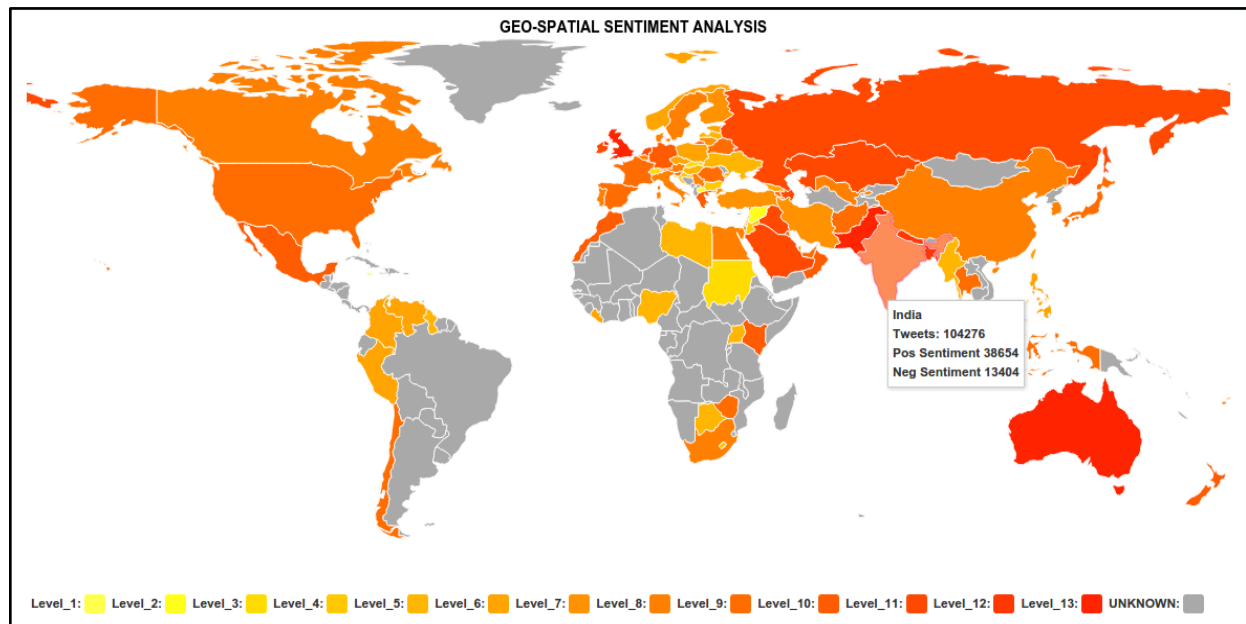 GEO-SPATIAL SENTIMENT ANALYSIS
India
Tweets: 104276
Pos Sentiment 38654
Neg Sentiment 13404
Level_1: Level_2: Level_3: Level_4: Level_5: Level_6: Level_7: Level_8: Level_9: Level_10: Level_11: Level_12: Level_13: UNKNOWN: